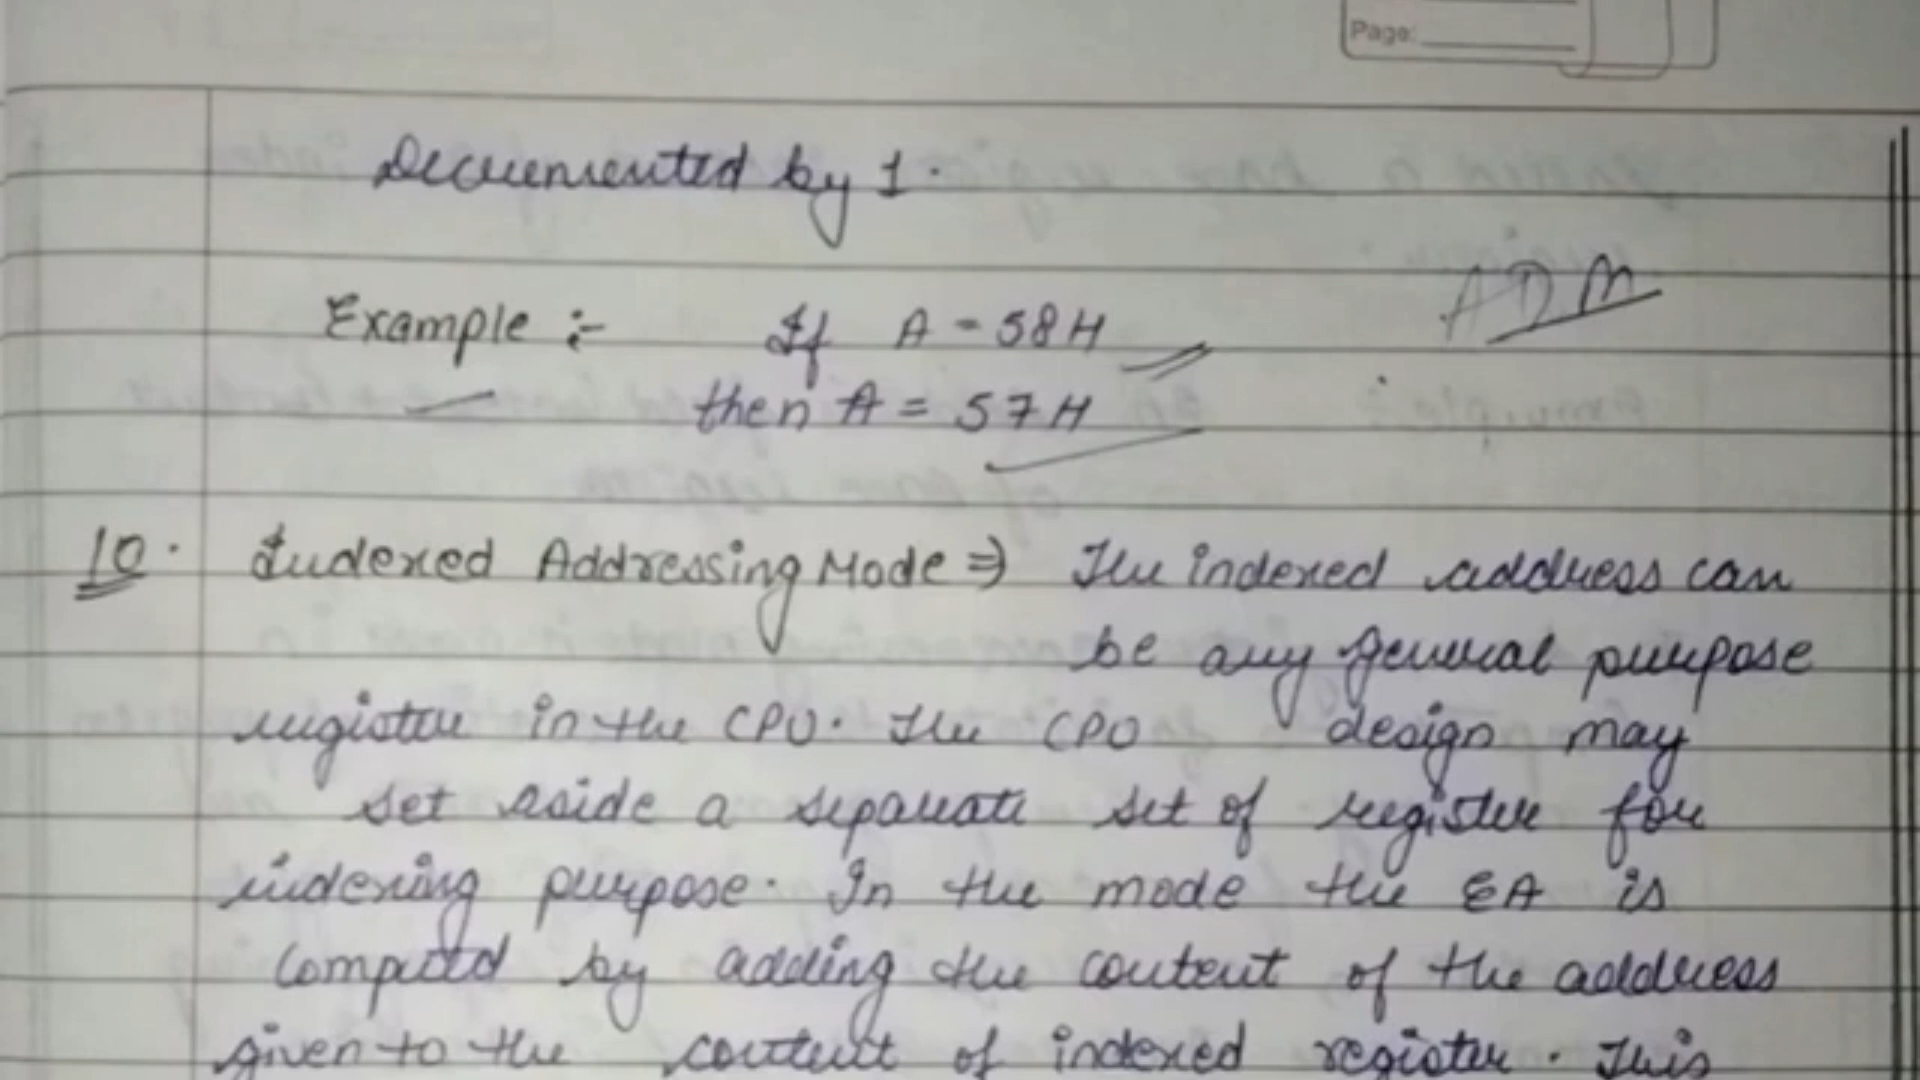 Page:
Decremented by 1.
ADM
Example :- If A = 58H
then A = 57H
10. Indexed Addressing Mode ⇒ The indexed address can
be any general purpose
register in the CPU. The CPU design may
set aside a separate set of register for
indexing purpose. In the mode the EA is
computed by adding the content of the address
given to the content of indexed register. This